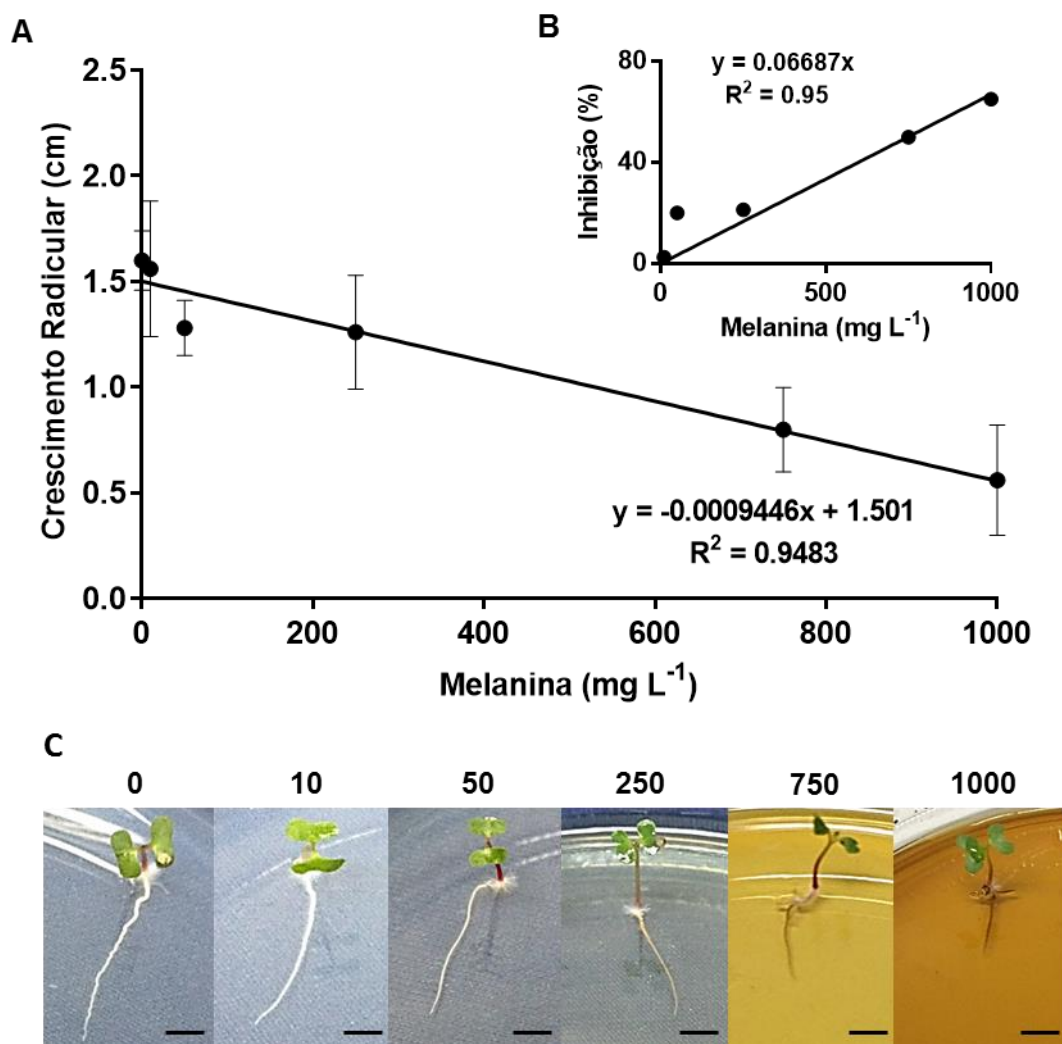 A
Crescimento Radicular (cm)
2.5
2.0
1.5
1.0
0.5
0.0
0 200 400 600 800 1000
Melanina (mg L⁻¹)
y = -0.0009446x + 1.501
R² = 0.9483
B
Inhibição (%)
80
40
0
y = 0.06687x
R² = 0.95
0 500 1000
Melanina (mg L⁻¹)
C
0 10 50 250 750 1000